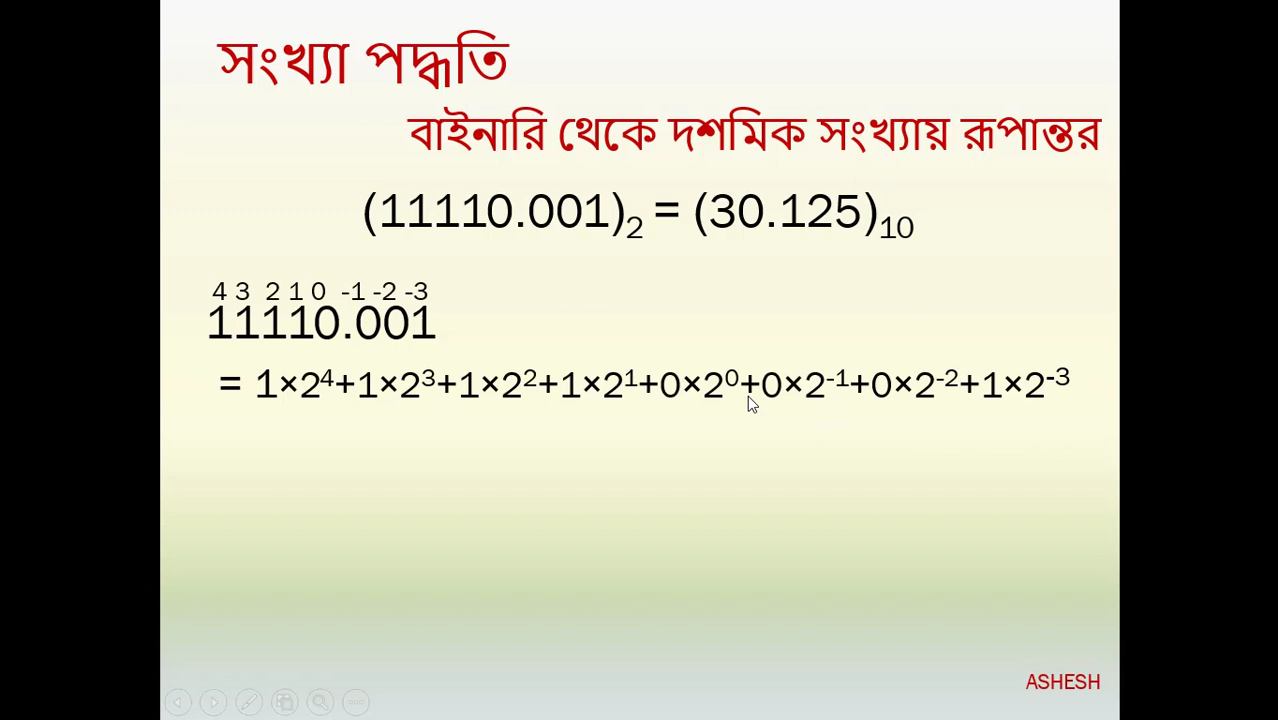 সংখ্যা পদ্ধতি
বাইনারি থেকে দশমিক সংখ্যায় রূপান্তর
(11110.001)₂ = (30.125)₁₀
4 3 2 1 0 -1 -2 -3
11110.001
= 1×2⁴+1×2³+1×2²+1×2¹+0×2⁰+0×2⁻¹+0×2⁻²+1×2⁻³
ASHESH